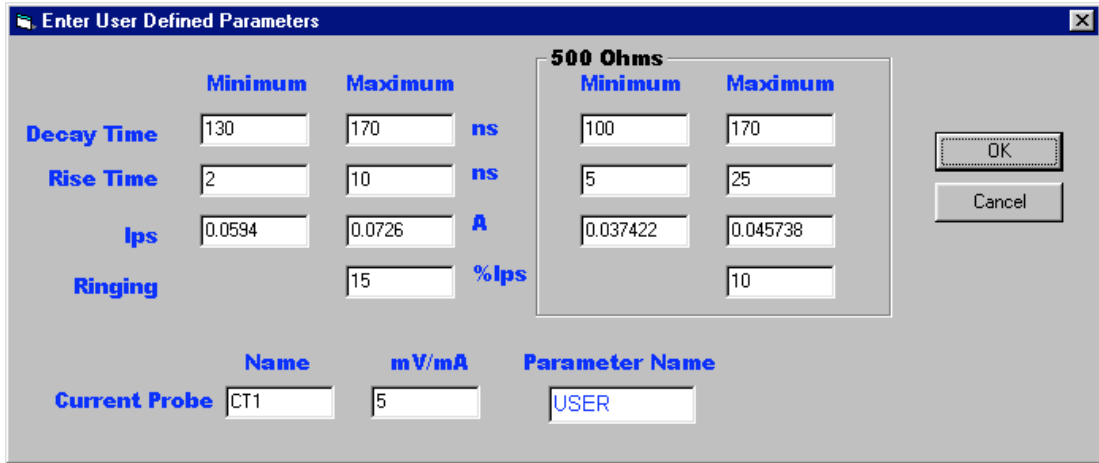 Enter User Defined Parameters
500 Ohms
Minimum Maximum Minimum Maximum
Decay Time 130 170 ns 100 170
Rise Time 2 10 ns 5 25
Ips 0.0594 0.0726 A 0.037422 0.045738
Ringing 15 %Ips 10
OK
Cancel
Name mV/mA Parameter Name
Current Probe CT1 5 USER